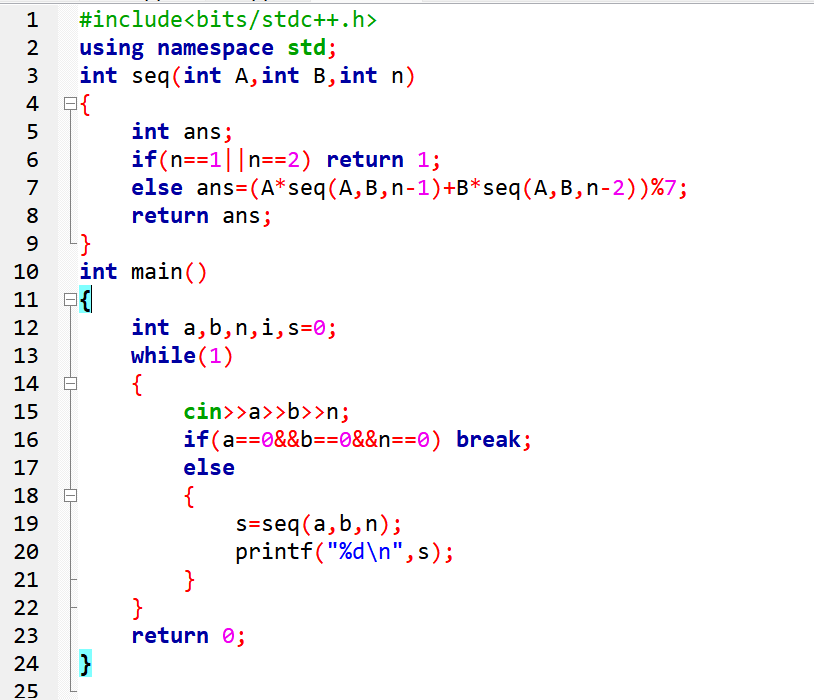 1 #include<bits/stdc++.h>
2 using namespace std;
3 int seq(int A,int B,int n)
4 {
5 int ans;
6 if(n==1||n==2) return 1;
7 else ans=(A*seq(A,B,n-1)+B*seq(A,B,n-2))%7;
8 return ans;
9 }
10 int main()
11 {
12 int a,b,n,i,s=0;
13 while(1)
14 {
15 cin>>a>>b>>n;
16 if(a==0&&b==0&&n==0) break;
17 else
18 {
19 s=seq(a,b,n);
20 printf("%d\n",s);
21 }
22 }
23 return 0;
24 }
25